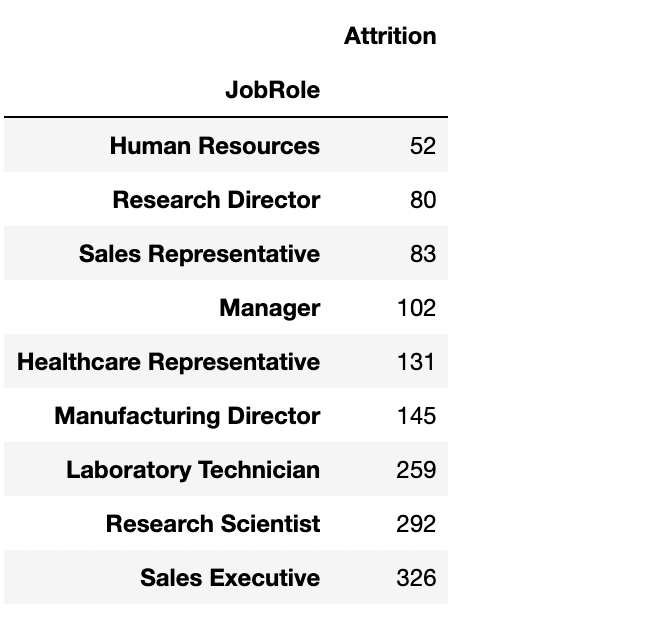 Attrition
JobRole
Human Resources 52
Research Director 80
Sales Representative 83
Manager 102
Healthcare Representative 131
Manufacturing Director 145
Laboratory Technician 259
Research Scientist 292
Sales Executive 326